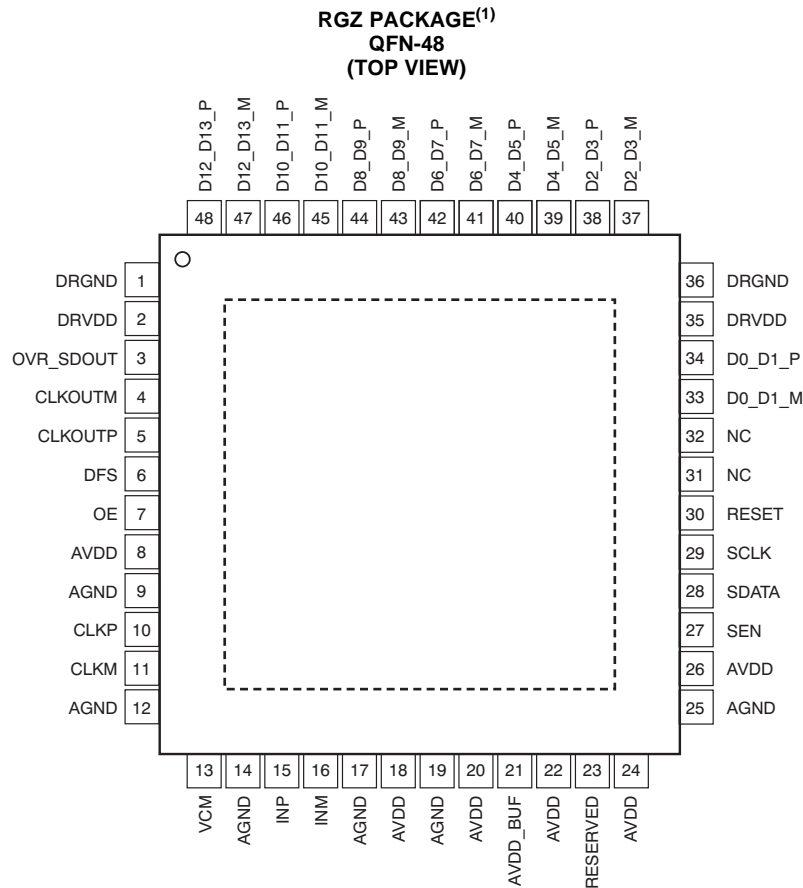 RGZ PACKAGE(1)
QFN-48
(TOP VIEW)
D12_D13_P
D12_D13_M
D10_D11_P
D10_D11_M
D8_D9_P
D8_D9_M
D6_D7_P
D6_D7_M
D4_D5_P
D4_D5_M
D2_D3_P
D2_D3_M
48 47 46 45 44 43 42 41 40 39 38 37
DRGND 1
DRVDD 2
OVR_SDOUT 3
CLKOUTM 4
CLKOUTP 5
DFS 6
OE 7
AVDD 8
AGND 9
CLKP 10
CLKM 11
AGND 12
36 DRGND
35 DRVDD
34 D0_D1_P
33 D0_D1_M
32 NC
31 NC
30 RESET
29 SCLK
28 SDATA
27 SEN
26 AVDD
25 AGND
13 14 15 16 17 18 19 20 21 22 23 24
VCM
AGND
INP
INM
AGND
AVDD
AGND
AVDD
AVDD_BUF
AVDD
RESERVED
AVDD